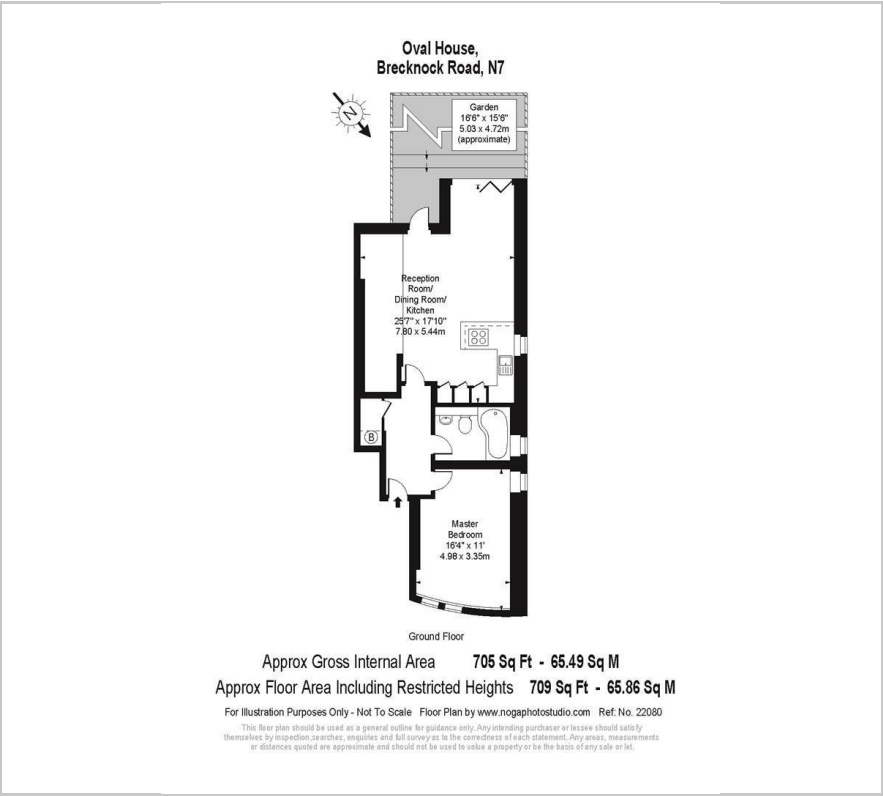 Oval House,
Brecknock Road, N7
N
Garden
16'6" x 15'6"
5.03 x 4.72m
(approximate)
Reception
Room/
Dining Room/
Kitchen
25'7" x 17'10"
7.80 x 5.44m
B
Master
Bedroom
16'4" x 11'
4.98 x 3.35m
Ground Floor
Approx Gross Internal Area 705 Sq Ft - 65.49 Sq M
Approx Floor Area Including Restricted Heights 709 Sq Ft - 65.86 Sq M
For Illustration Purposes Only - Not To Scale Floor Plan by www.nogaphotostudio.com Ref: No. 22080
This floor plan should be used as a general outline for guidance only. Any intending purchaser or lessee should satisfy
themselves by inspection,searches, enquiries and full survey as to the correctness of each statement. Any areas, measurements
or distances quoted are approximate and should not be used to value a property or be the basis of any sale or let.